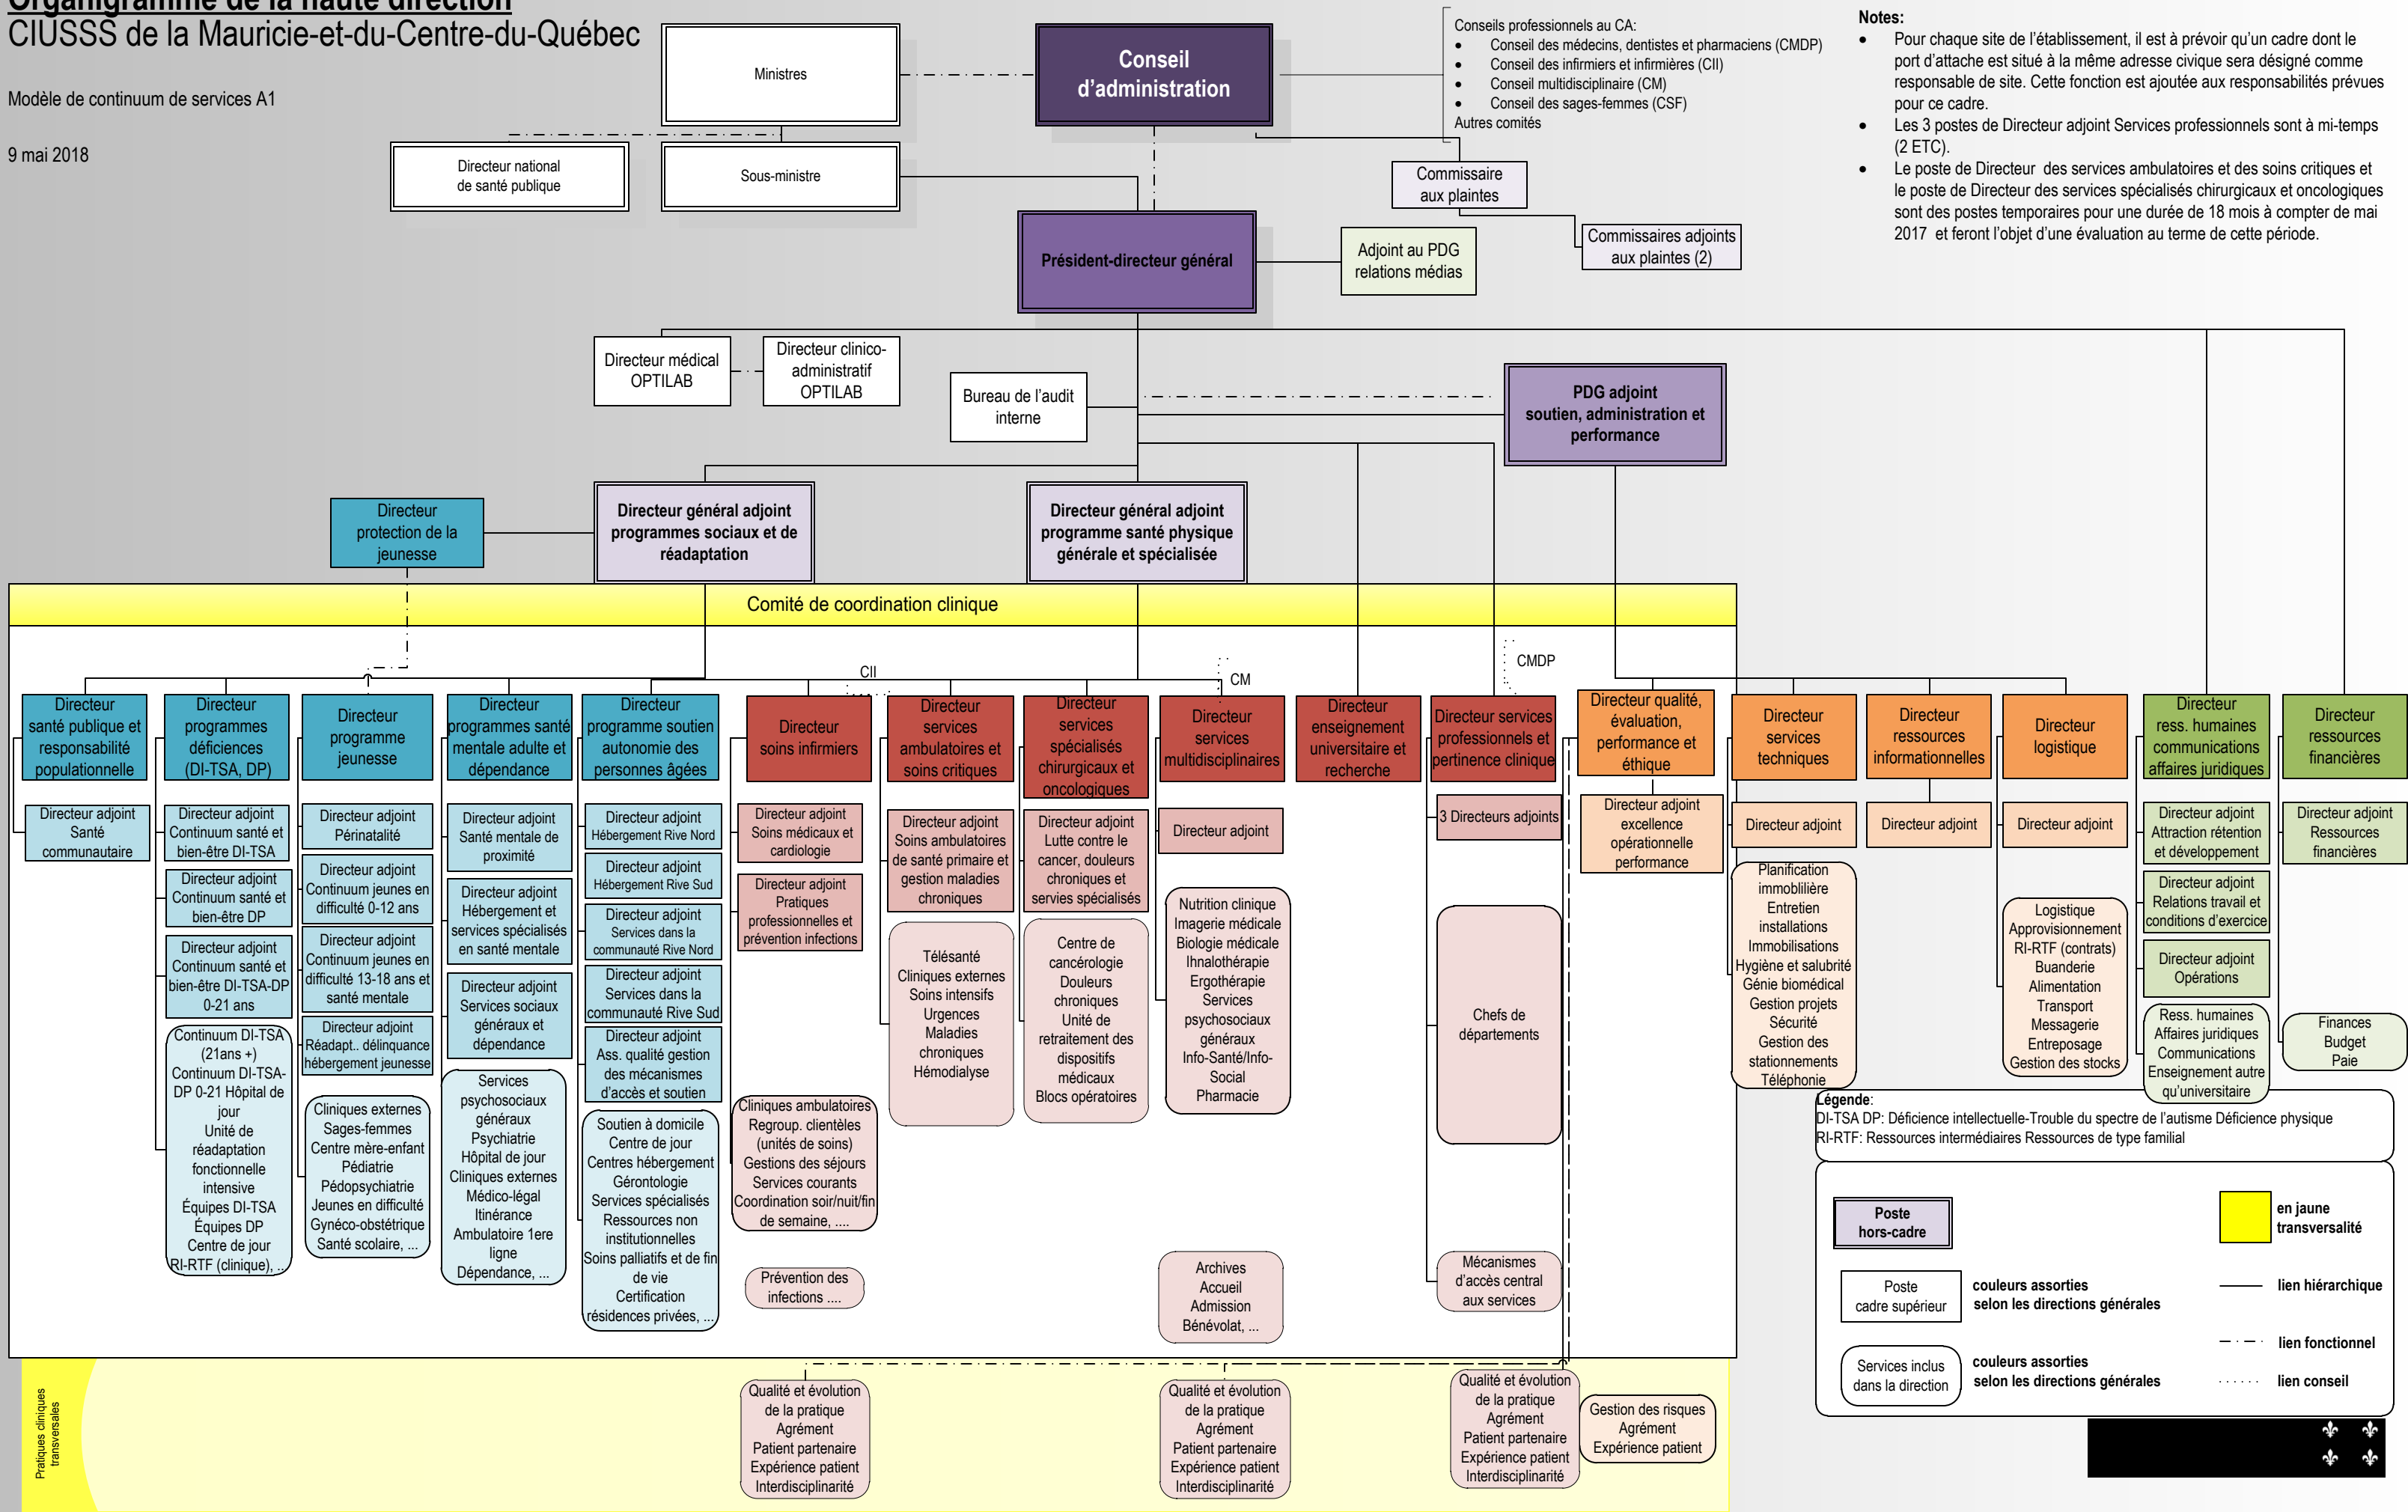 Organigramme de la haute direction
CIUSSS de la Mauricie-et-du-Centre-du-Québec
Modèle de continuum de services A1
9 mai 2018
Ministres
Conseil
d'administration
Conseils professionnels au CA:
• Conseil des médecins, dentistes et pharmaciens (CMDP)
• Conseil des infirmiers et infirmières (CII)
• Conseil multidisciplinaire (CM)
• Conseil des sages-femmes (CSF)
Autres comités
Notes:
• Pour chaque site de l'établissement, il est à prévoir qu'un cadre dont le
port d'attache est situé à la même adresse civique sera désigné comme
responsable de site. Cette fonction est ajoutée aux responsabilités prévues
pour ce cadre.
• Les 3 postes de Directeur adjoint Services professionnels sont à mi-temps
(2 ETC).
• Le poste de Directeur  des services ambulatoires et des soins critiques et
le poste de Directeur des services spécialisés chirurgicaux et oncologiques
sont des postes temporaires pour une durée de 18 mois à compter de mai
2017  et feront l'objet d'une évaluation au terme de cette période.
Directeur national
de santé publique
Sous-ministre
Commissaire
aux plaintes
Commissaires adjoints
aux plaintes (2)
Président-directeur général
Adjoint au PDG
relations médias
Directeur médical
OPTILAB
Directeur clinico-
administratif
OPTILAB
Bureau de l'audit
interne
PDG adjoint
soutien, administration et
performance
Directeur
protection de la
jeunesse
Directeur général adjoint
programmes sociaux et de
réadaptation
Directeur général adjoint
programme santé physique
générale et spécialisée
Comité de coordination clinique
CII
CM
CMDP
Directeur
santé publique et
responsabilité
populationnelle
Directeur adjoint
Santé
communautaire
Directeur
programmes
déficiences
(DI-TSA, DP)
Directeur adjoint
Continuum santé et
bien-être DI-TSA
Directeur adjoint
Continuum santé et
bien-être DP
Directeur adjoint
Continuum santé et
bien-être DI-TSA-DP
0-21 ans
Continuum DI-TSA
(21ans +)
Continuum DI-TSA-
DP 0-21 Hôpital de
jour
Unité de
réadaptation
fonctionnelle
intensive
Équipes DI-TSA
Équipes DP
Centre de jour
RI-RTF (clinique), ..
Directeur
programme
jeunesse
Directeur adjoint
Périnatalité
Directeur adjoint
Continuum jeunes en
difficulté 0-12 ans
Directeur adjoint
Continuum jeunes en
difficulté 13-18 ans et
santé mentale
Directeur adjoint
Réadapt.. délinquance
hébergement jeunesse
Cliniques externes
Sages-femmes
Centre mère-enfant
Pédiatrie
Pédopsychiatrie
Jeunes en difficulté
Gynéco-obstétrique
Santé scolaire, ...
Directeur
programmes santé
mentale adulte et
dépendance
Directeur adjoint
Santé mentale de
proximité
Directeur adjoint
Hébergement et
services spécialisés
en santé mentale
Directeur adjoint
Services sociaux
généraux et
dépendance
Services
psychosociaux
généraux
Psychiatrie
Hôpital de jour
Cliniques externes
Médico-légal
Itinérance
Ambulatoire 1ere
ligne
Dépendance, ...
Directeur
programme soutien
autonomie des
personnes âgées
Directeur adjoint
Hébergement Rive Nord
Directeur adjoint
Hébergement Rive Sud
Directeur adjoint
Services dans la
communauté Rive Nord
Directeur adjoint
Services dans la
communauté Rive Sud
Directeur adjoint
Ass. qualité gestion
des mécanismes
d'accès et soutien
Soutien à domicile
Centre de jour
Centres hébergement
Gérontologie
Services spécialisés
Ressources non
institutionnelles
Soins palliatifs et de fin
de vie
Certification
résidences privées, ...
Directeur
soins infirmiers
Directeur adjoint
Soins médicaux et
cardiologie
Directeur adjoint
Pratiques
professionnelles et
prévention infections
Cliniques ambulatoires
Regroup. clientèles
(unités de soins)
Gestions des séjours
Services courants
Coordination soir/nuit/fin
de semaine, ....
Prévention des
infections ....
Directeur
services
ambulatoires et
soins critiques
Directeur adjoint
Soins ambulatoires
de santé primaire et
gestion maladies
chroniques
Télésanté
Cliniques externes
Soins intensifs
Urgences
Maladies
chroniques
Hémodialyse
Directeur
services
spécialisés
chirurgicaux et
oncologiques
Directeur adjoint
Lutte contre le
cancer, douleurs
chroniques et
servies spécialisés
Centre de
cancérologie
Douleurs
chroniques
Unité de
retraitement des
dispositifs
médicaux
Blocs opératoires
Directeur
services
multidisciplinaires
Directeur adjoint
Nutrition clinique
Imagerie médicale
Biologie médicale
Ihnalothérapie
Ergothérapie
Services
psychosociaux
généraux
Info-Santé/Info-
Social
Pharmacie
Archives
Accueil
Admission
Bénévolat, ...
Directeur
enseignement
universitaire et
recherche
Directeur services
professionnels et
pertinence clinique
3 Directeurs adjoints
Chefs de
départements
Mécanismes
d'accès central
aux services
Directeur qualité,
évaluation,
performance et
éthique
Directeur adjoint
excellence
opérationnelle
performance
Directeur
services
techniques
Directeur adjoint
Planification
immoblilière
Entretien
installations
Immobilisations
Hygiène et salubrité
Génie biomédical
Gestion projets
Sécurité
Gestion des
stationnements
Téléphonie
Directeur
ressources
informationnelles
Directeur adjoint
Directeur
logistique
Directeur adjoint
Logistique
Approvisionnement
RI-RTF (contrats)
Buanderie
Alimentation
Transport
Messagerie
Entreposage
Gestion des stocks
Directeur
ress. humaines
communications
affaires juridiques
Directeur adjoint
Attraction rétention
et développement
Directeur adjoint
Relations travail et
conditions d'exercice
Directeur adjoint
Opérations
Ress. humaines
Affaires juridiques
Communications
Enseignement autre
qu'universitaire
Directeur
ressources
financières
Directeur adjoint
Ressources
financières
Finances
Budget
Paie
Légende:
DI-TSA DP: Déficience intellectuelle-Trouble du spectre de l'autisme Déficience physique
RI-RTF: Ressources intermédiaires Ressources de type familial
Poste
hors-cadre
en jaune
transversalité
Poste
cadre supérieur
couleurs assorties
selon les directions générales
lien hiérarchique
lien fonctionnel
Services inclus
dans la direction
couleurs assorties
selon les directions générales
lien conseil
Pratiques cliniques
transversales
Qualité et évolution
de la pratique
Agrément
Patient partenaire
Expérience patient
Interdisciplinarité
Qualité et évolution
de la pratique
Agrément
Patient partenaire
Expérience patient
Interdisciplinarité
Qualité et évolution
de la pratique
Agrément
Patient partenaire
Expérience patient
Interdisciplinarité
Gestion des risques
Agrément
Expérience patient